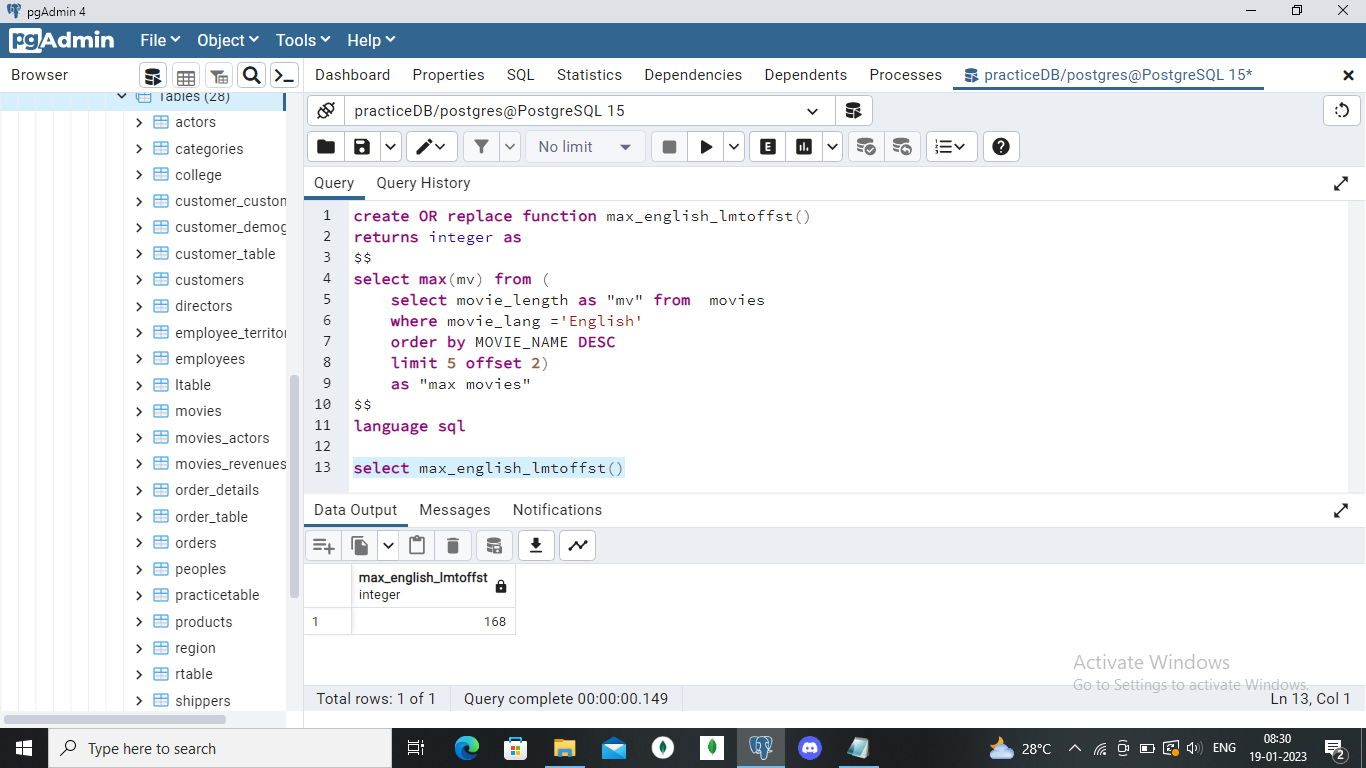 pgAdmin 4
pgAdmin File Object Tools Help
Browser
Dashboard Properties SQL Statistics Dependencies Dependents Processes practiceDB/postgres@PostgreSQL 15*
Tables (28)
actors
categories
college
customer_custon
customer_demog
customer_table
customers
directors
employee_territo
employees
ltable
movies
movies_actors
movies_revenues
order_details
order_table
orders
peoples
practicetable
products
region
rtable
shippers
practiceDB/postgres@PostgreSQL 15
No limit
E
Query Query History
1 create OR replace function max_english_lmtoffst()
2 returns integer as
3 $$
4 select max(mv) from (
5 select movie_length as "mv" from movies
6 where movie_lang ='English'
7 order by MOVIE_NAME DESC
8 limit 5 offset 2)
9 as "max movies"
10 $$
11 language sql
12
13 select max_english_lmtoffst()
Data Output Messages Notifications
max_english_lmtoffst
integer
1 168
Activate Windows
Go to Settings to activate Windows.
Total rows: 1 of 1 Query complete 00:00:00.149 Ln 13, Col 1
Type here to search
28°C ENG 08:30
19-01-2023
2